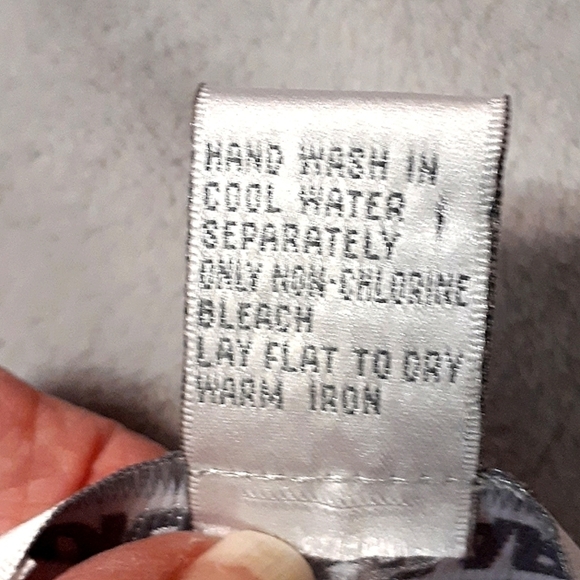 HAND WASH IN
COOL WATER
SEPARATELY
ONLY NON-CHLORINE
BLEACH
LAY FLAT TO DRY
WARM IRON